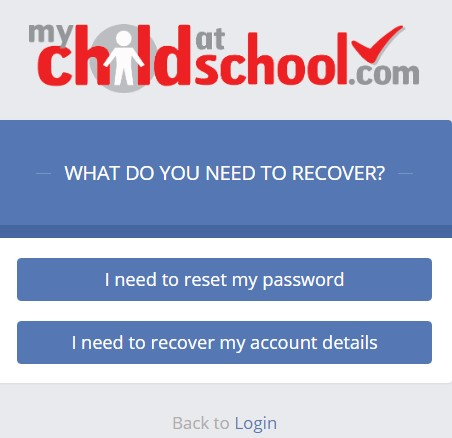 my child at school.com
WHAT DO YOU NEED TO RECOVER?
I need to reset my password
I need to recover my account details
Back to Login